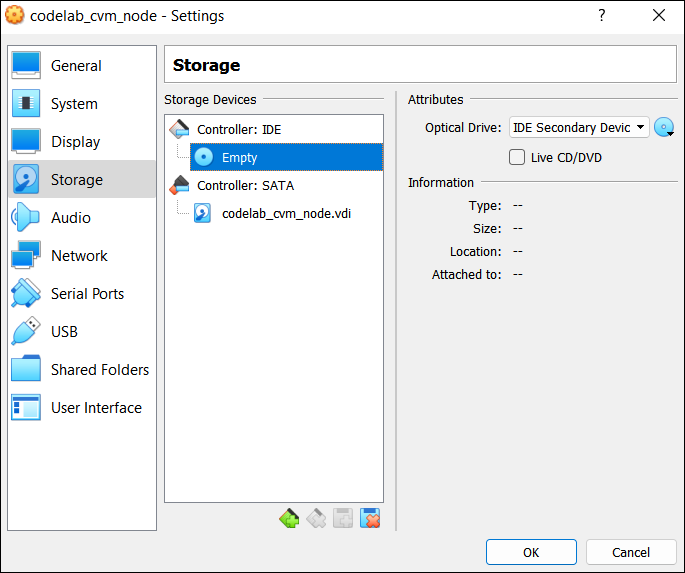 codelab_cvm_node - Settings
?
General
System
Display
Storage
Audio
Network
Serial Ports
USB
Shared Folders
User Interface
Storage
Storage Devices
Controller: IDE
Empty
Controller: SATA
codelab_cvm_node.vdi
Attributes
Optical Drive: IDE Secondary Devic
Live CD/DVD
Information
Type: --
Size: --
Location: --
Attached to: --
OK
Cancel